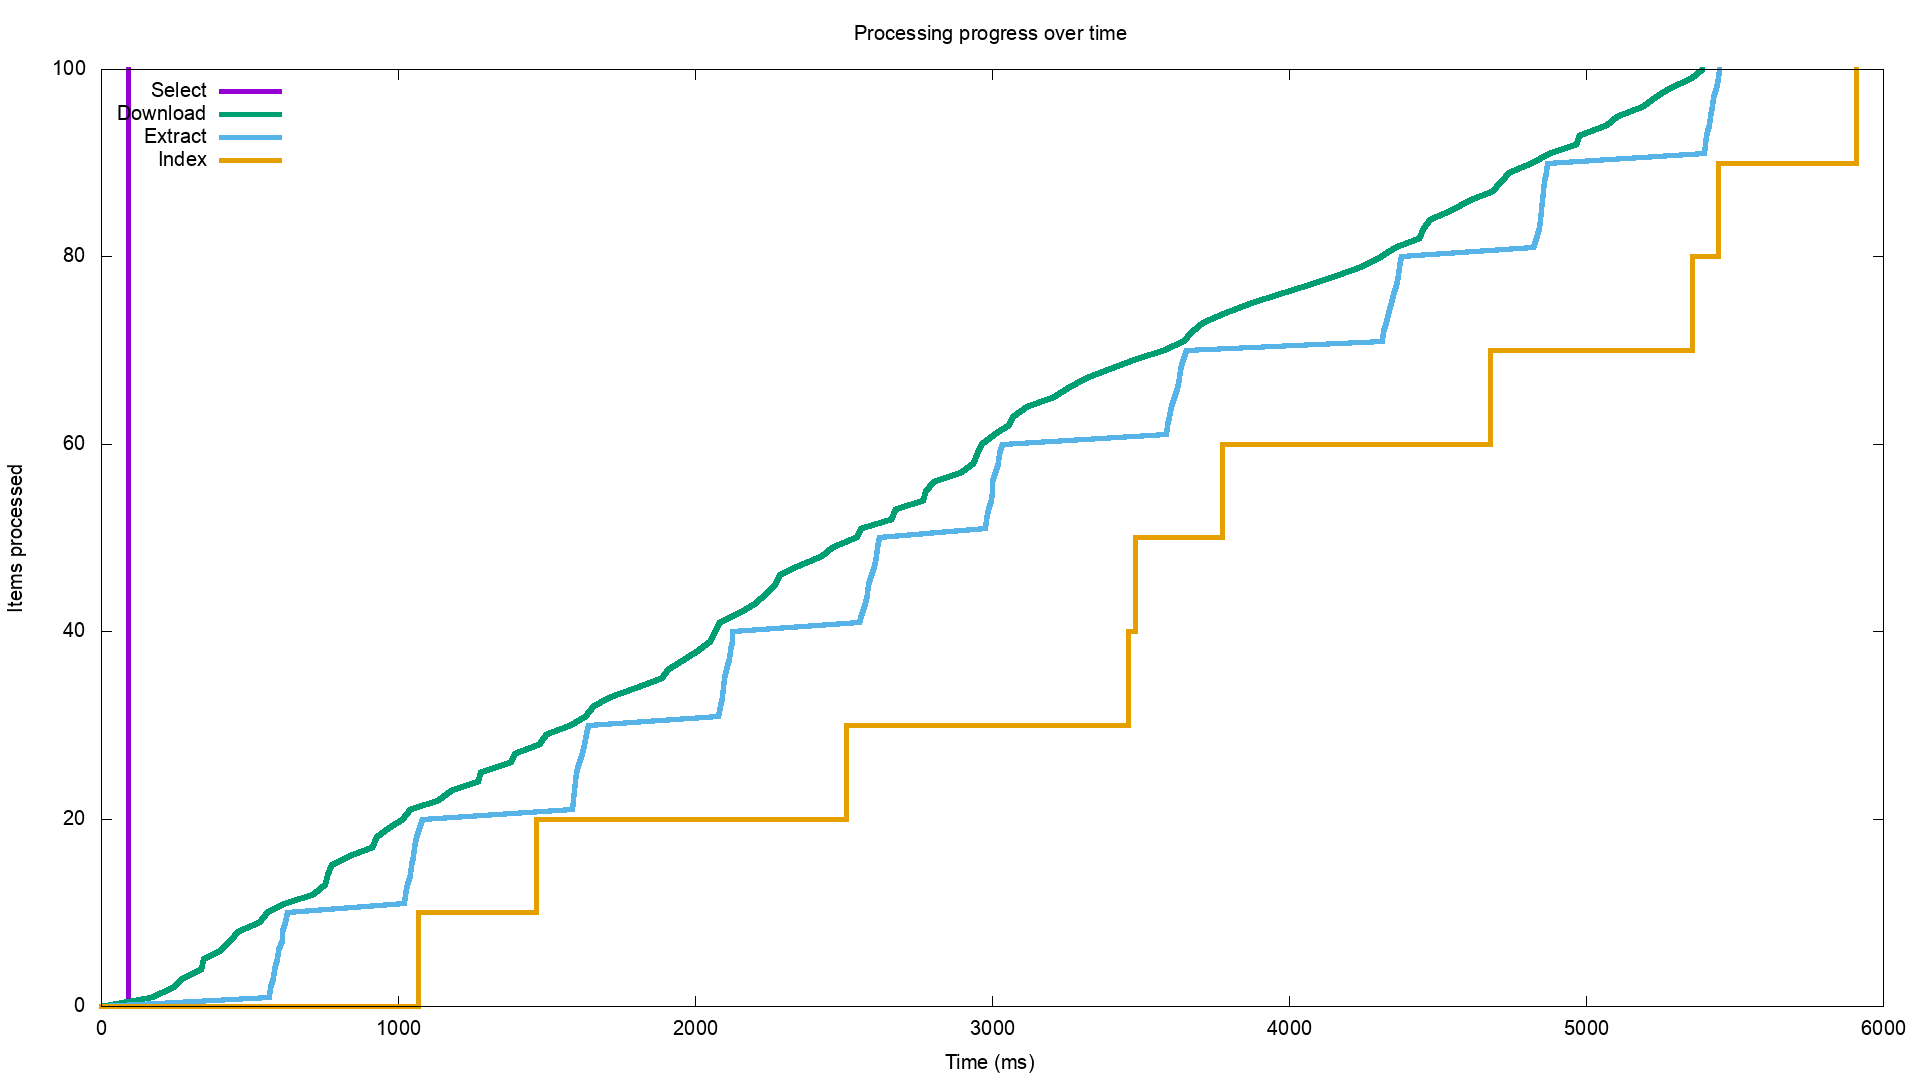 Processing progress over time
Select
Download
Extract
Index
100
80
60
40
20
0
Items processed
0 1000 2000 3000 4000 5000 6000
Time (ms)